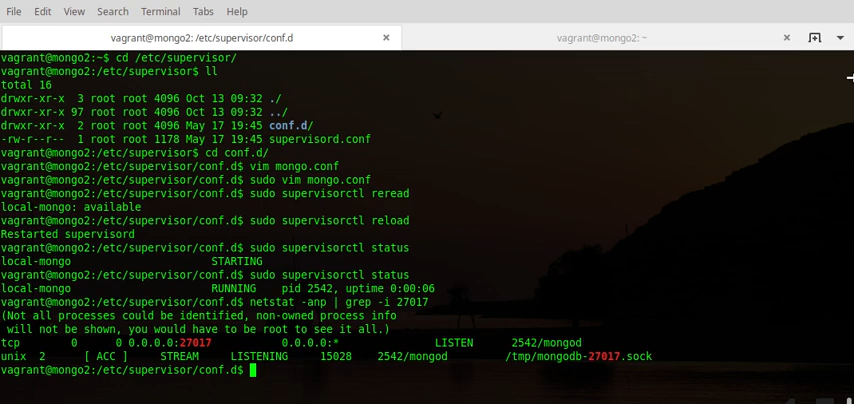 File Edit View Search Terminal Tabs Help
vagrant@mongo2: /etc/supervisor/conf.d × vagrant@mongo2: ~ ×
vagrant@mongo2:~$ cd /etc/supervisor/
vagrant@mongo2:/etc/supervisor$ ll
total 16
drwxr-xr-x  3 root root 4096 Oct 13 09:32 ./
drwxr-xr-x 97 root root 4096 Oct 13 09:32 ../
drwxr-xr-x  2 root root 4096 May 17 19:45 conf.d/
-rw-r--r--  1 root root 1178 May 17 19:45 supervisord.conf
vagrant@mongo2:/etc/supervisor$ cd conf.d/
vagrant@mongo2:/etc/supervisor/conf.d$ vim mongo.conf
vagrant@mongo2:/etc/supervisor/conf.d$ sudo vim mongo.conf
vagrant@mongo2:/etc/supervisor/conf.d$ sudo supervisorctl reread
local-mongo: available
vagrant@mongo2:/etc/supervisor/conf.d$ sudo supervisorctl reload
Restarted supervisord
vagrant@mongo2:/etc/supervisor/conf.d$ sudo supervisorctl status
local-mongo                      STARTING
vagrant@mongo2:/etc/supervisor/conf.d$ sudo supervisorctl status
local-mongo                      RUNNING    pid 2542, uptime 0:00:06
vagrant@mongo2:/etc/supervisor/conf.d$ netstat -anp | grep -i 27017
(Not all processes could be identified, non-owned process info
 will not be shown, you would have to be root to see it all.)
tcp        0      0 0.0.0.0:27017           0.0.0.0:*               LISTEN      2542/mongod
unix  2      [ ACC ]     STREAM     LISTENING     15028    2542/mongod         /tmp/mongodb-27017.sock
vagrant@mongo2:/etc/supervisor/conf.d$